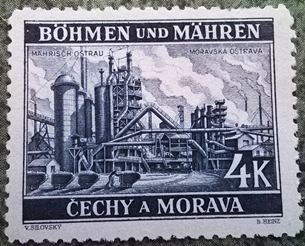 BÖHMEN UND MÄHREN
MÄHRISCH OSTRAU MORAVSKÁ OSTRAVA
4K
ČECHY A MORAVA
V. SILOVSKÝ B. HEINZ